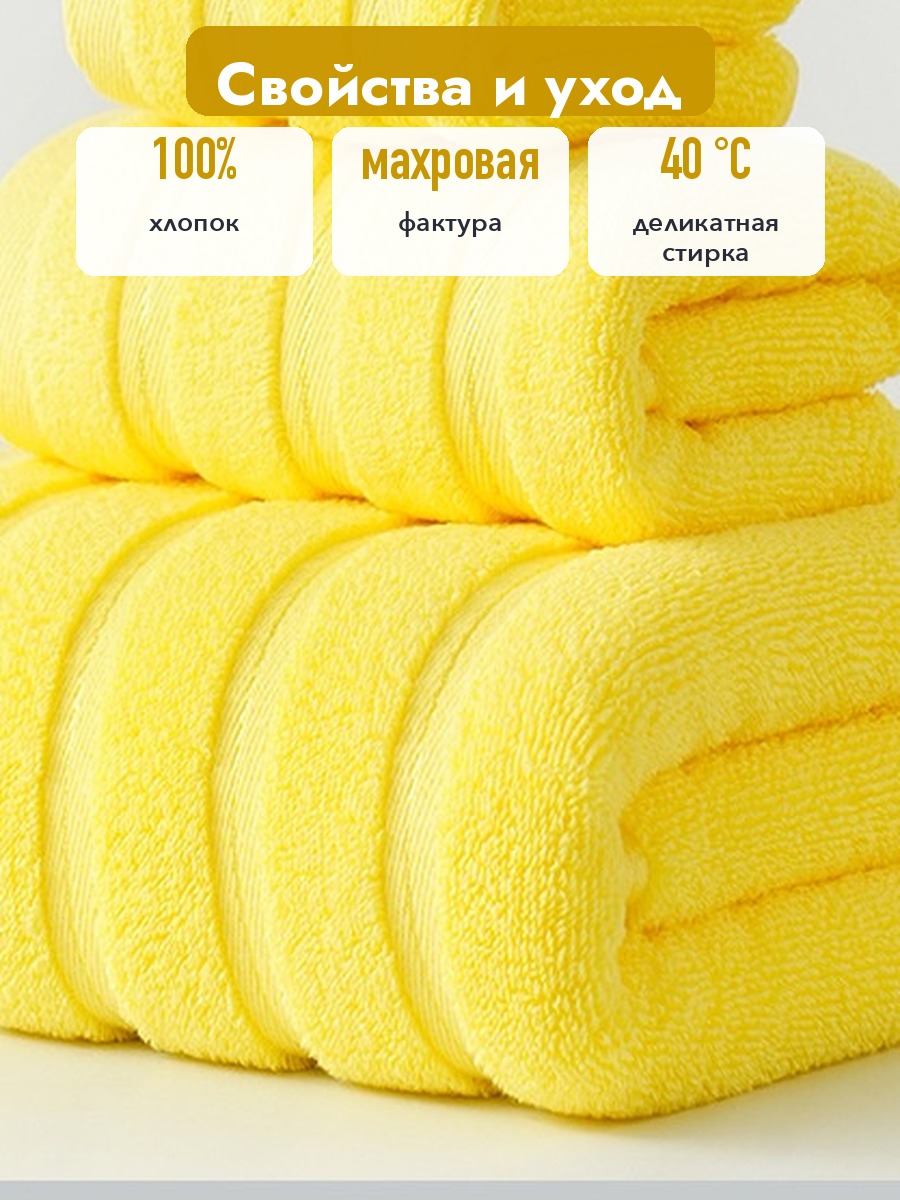 Свойства и уход
100%
хлопок
махровая
фактура
40 °C
деликатная
стирка